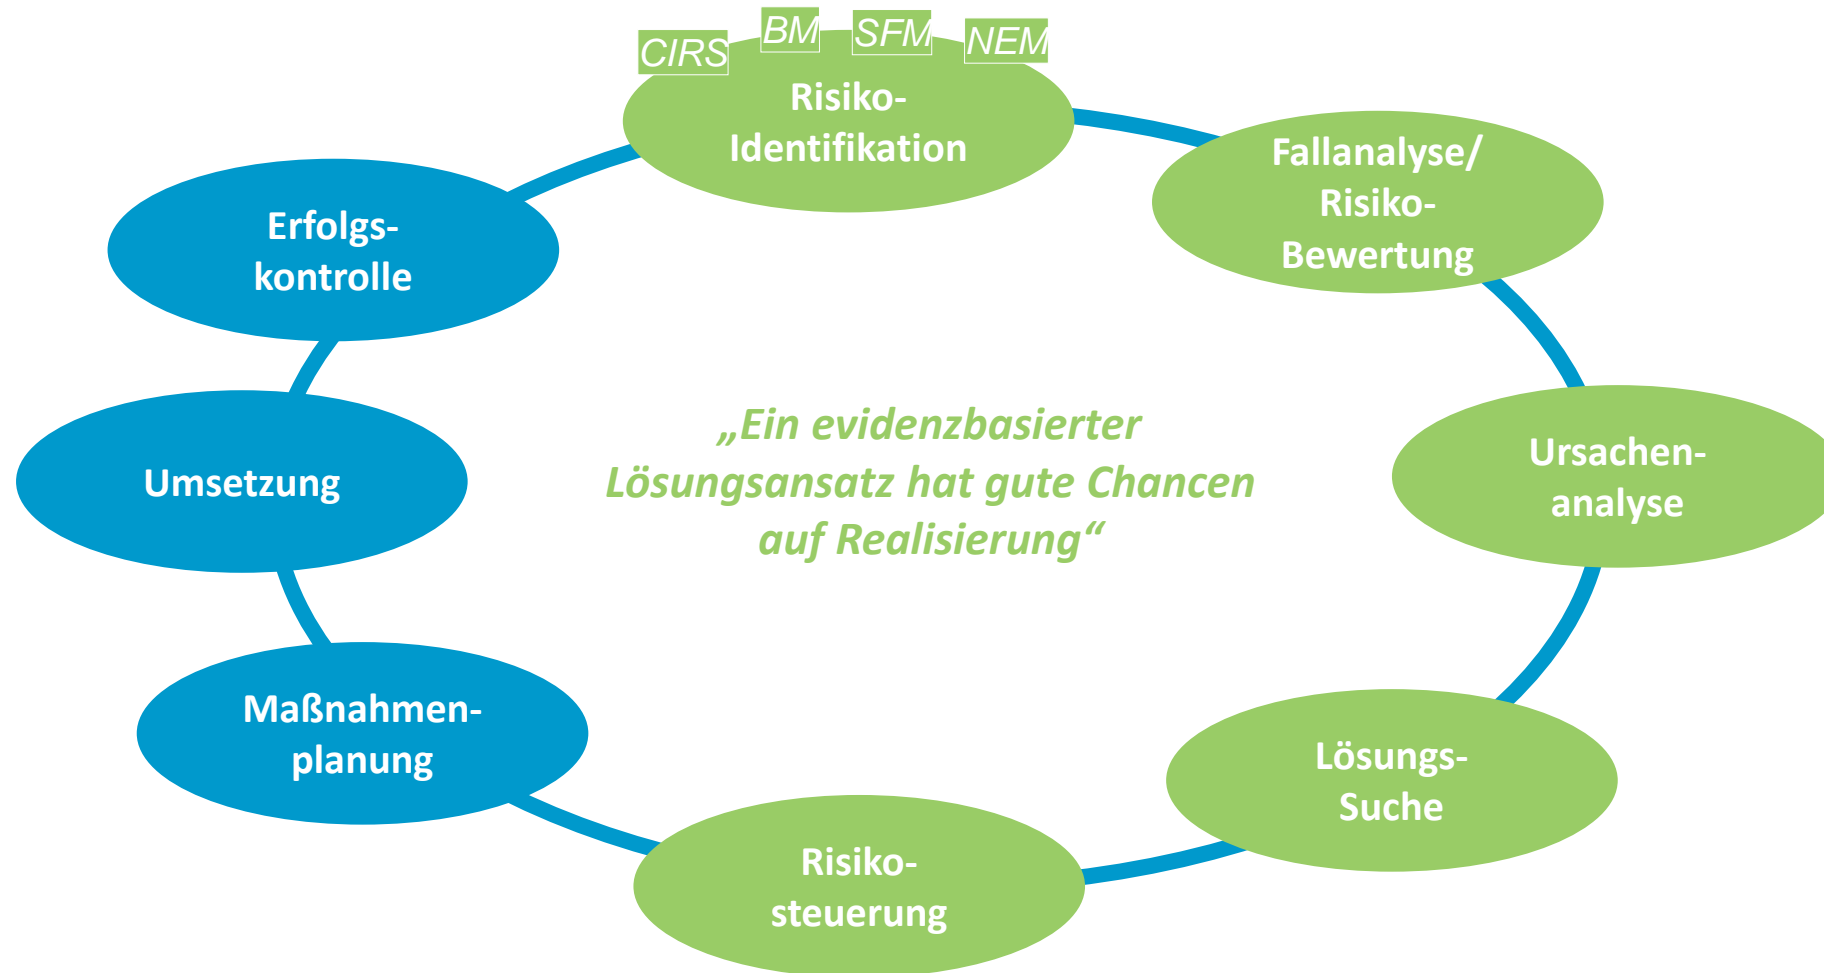 CIRS
BM
SFM
NEM
Risiko-
Identifikation
Fallanalyse/
Risiko-
Bewertung
Ursachen-
analyse
Lösungs-
Suche
Risiko-
steuerung
Maßnahmen-
planung
Umsetzung
Erfolgs-
kontrolle
„Ein evidenzbasierter
Lösungsansatz hat gute Chancen
auf Realisierung“